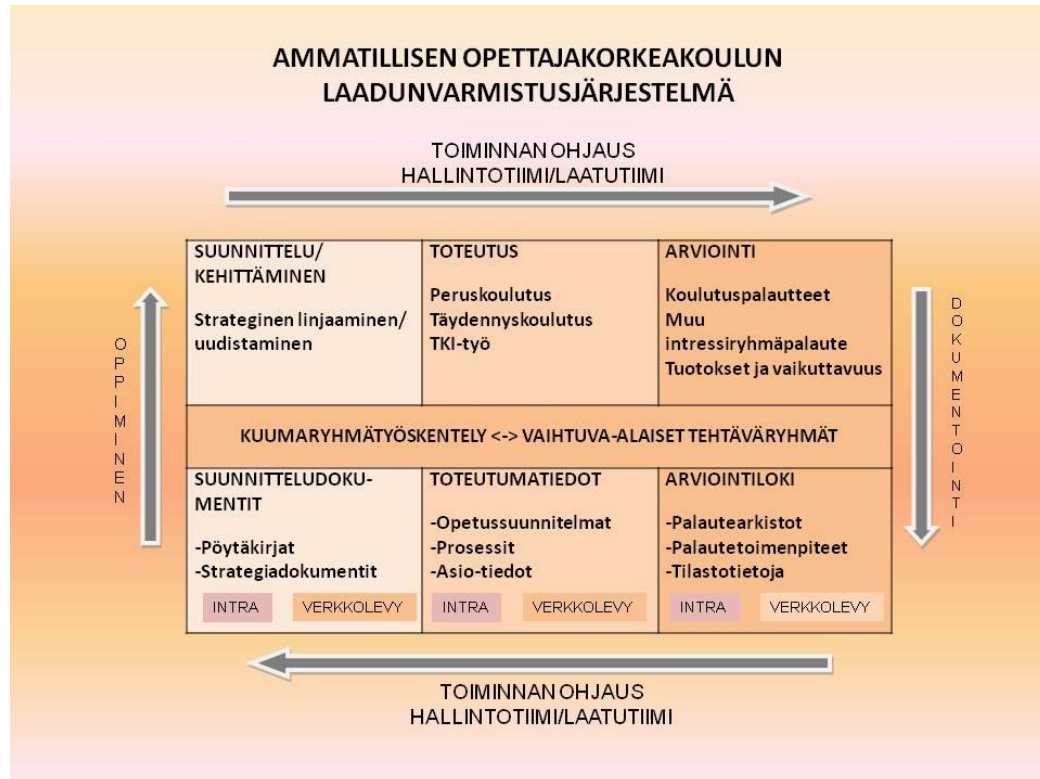 AMMATILLISEN OPETTAJAKORKEAKOULUN
LAADUNVARMISTUSJÄRJESTELMÄ
TOIMINNAN OHJAUS
HALLINTOTIIMI/LAATUTIIMI
OPPIMINEN
SUUNNITTELU/
KEHITTÄMINEN
Strateginen linjaaminen/
uudistaminen
TOTEUTUS
Peruskoulutus
Täydennyskoulutus
TKI-työ
ARVIOINTI
Koulutuspalautteet
Muu
intressiryhmäpalaute
Tuotokset ja vaikuttavuus
DOKUMENTOINTI
KUUMARYHMÄTYÖSKENTELY <-> VAIHTUVA-ALAISET TEHTÄVÄRYHMÄT
SUUNNITTELUDOKU-
MENTIT
-Pöytäkirjat
-Strategiadokumentit
INTRA VERKKOLEVY
TOTEUTUMATIEDOT
-Opetussuunnitelmat
-Prosessit
-Asio-tiedot
INTRA VERKKOLEVY
ARVIOINTILOKI
-Palautearkistot
-Palautetoimenpiteet
-Tilastotietoja
INTRA VERKKOLEVY
TOIMINNAN OHJAUS
HALLINTOTIIMI/LAATUTIIMI